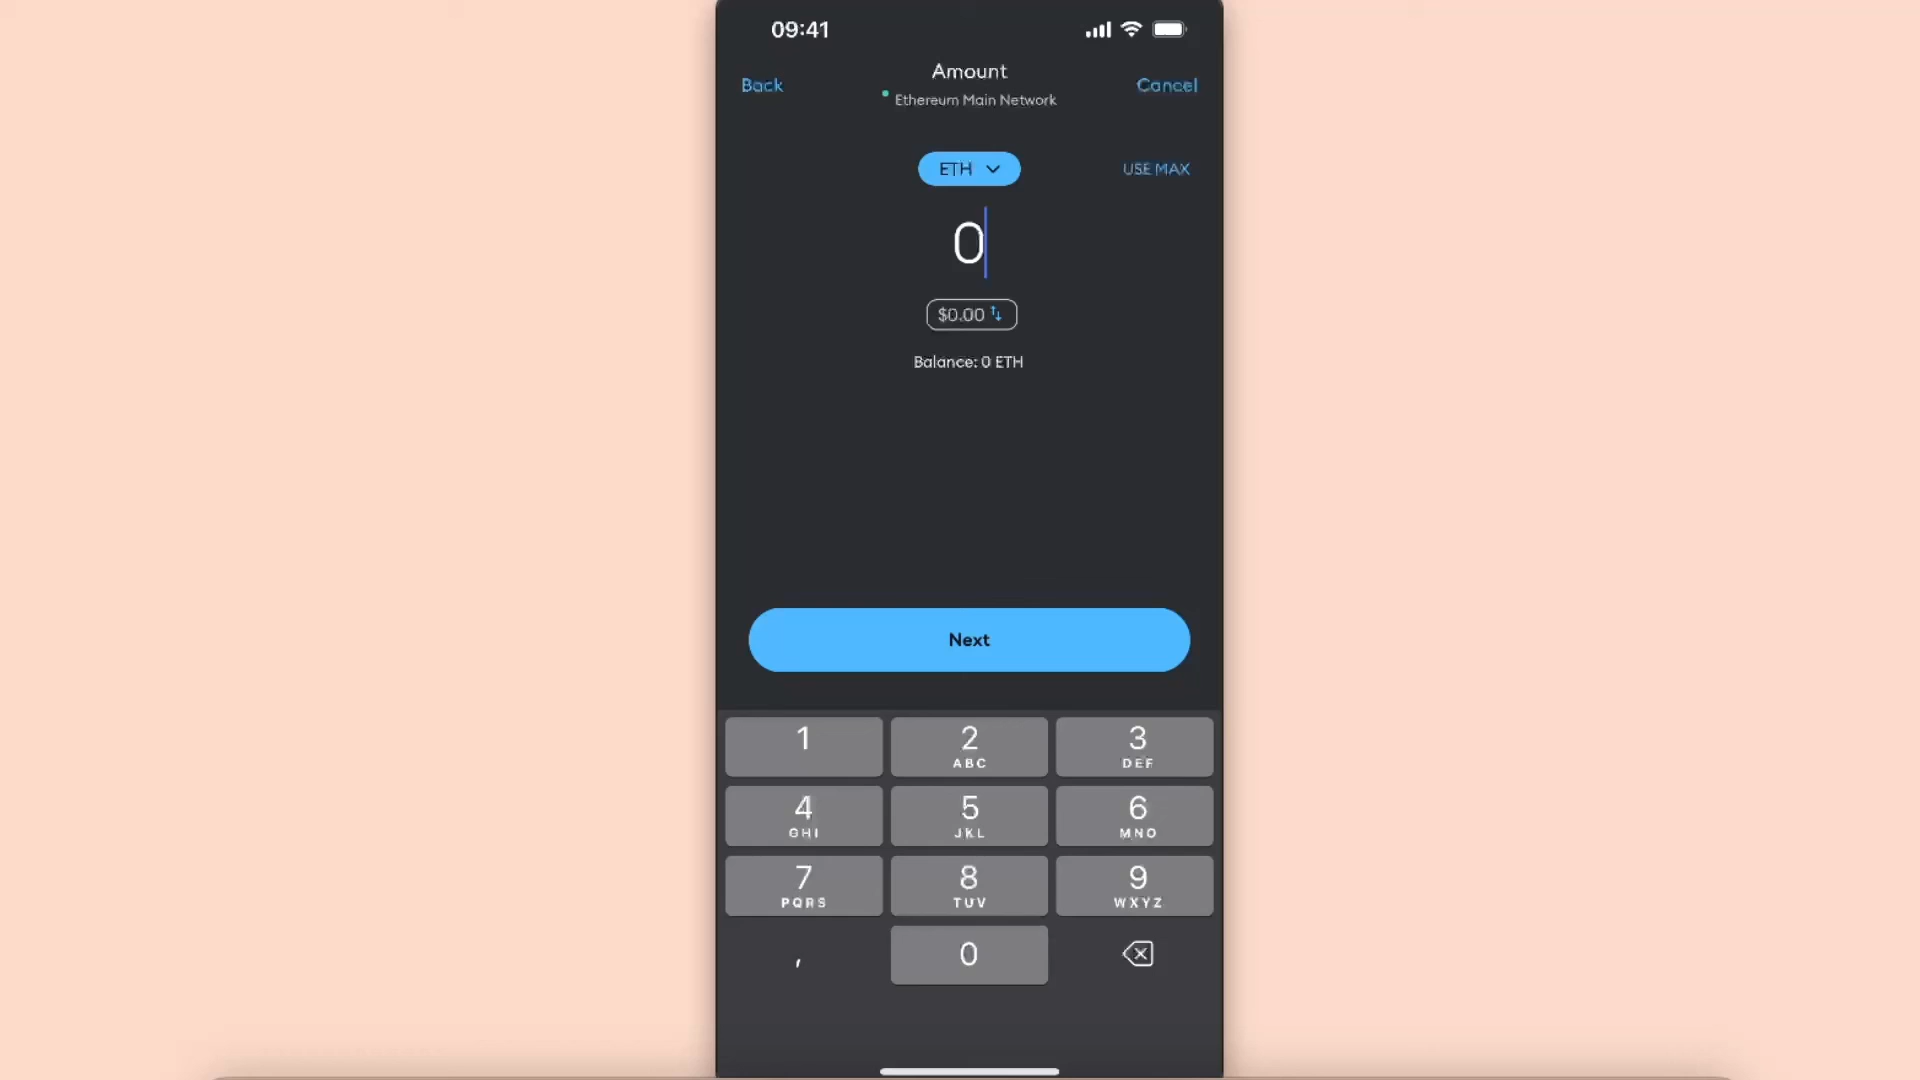 09:41
Back
Amount
Cancel
Ethereum Main Network
ETH
USE MAX
0
$0.00
Balance: 0 ETH
Next
1
2
ABC
3
DEF
4
GHI
5
JKL
6
MNO
7
PQRS
8
TUV
9
WXYZ
,
0